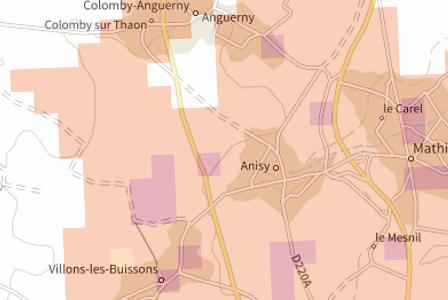 Colomby-Anguerny
Colomby sur Thaon
Anguerny
le Carel
Mathi
Anisy
le Mesnil
D220A
Villons-les-Buissons